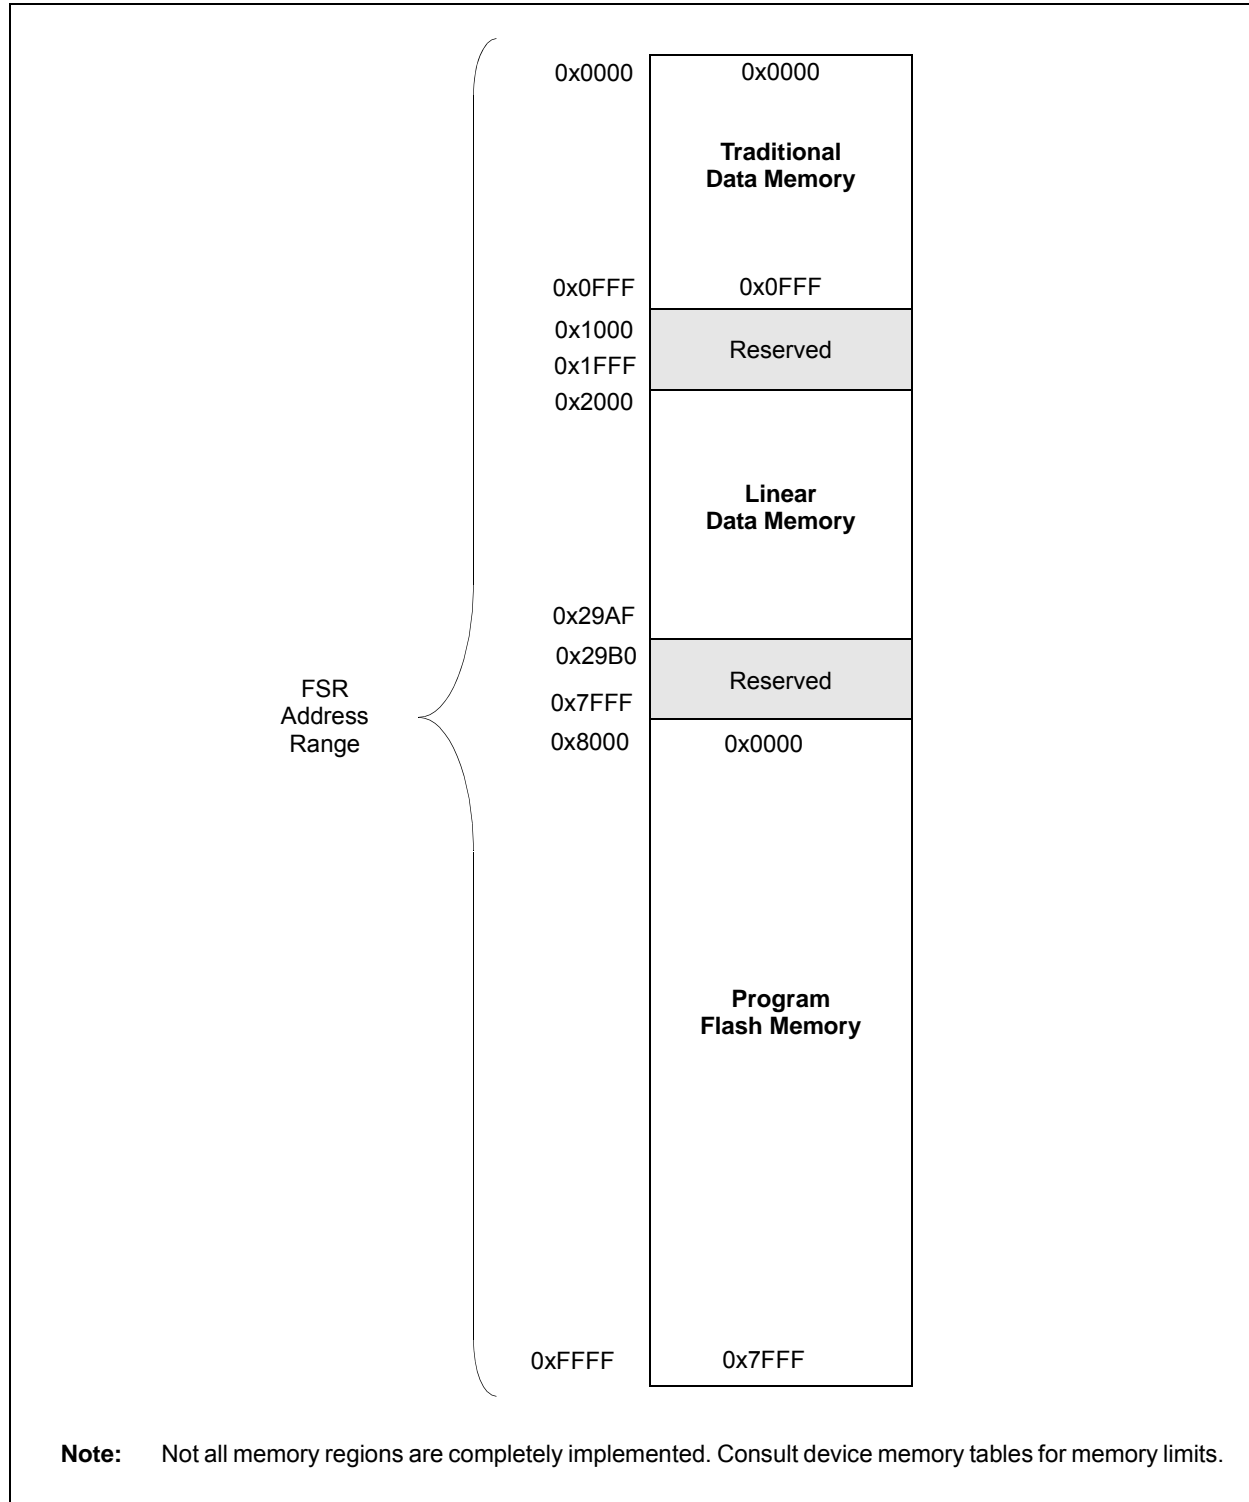 0x0000 0x0000
Traditional
Data Memory
0x0FFF 0x0FFF
0x1000
Reserved
0x1FFF
0x2000
Linear
Data Memory
0x29AF
0x29B0
Reserved
0x7FFF
FSR
Address
Range
0x8000 0x0000
Program
Flash Memory
0xFFFF 0x7FFF
Note: Not all memory regions are completely implemented. Consult device memory tables for memory limits.